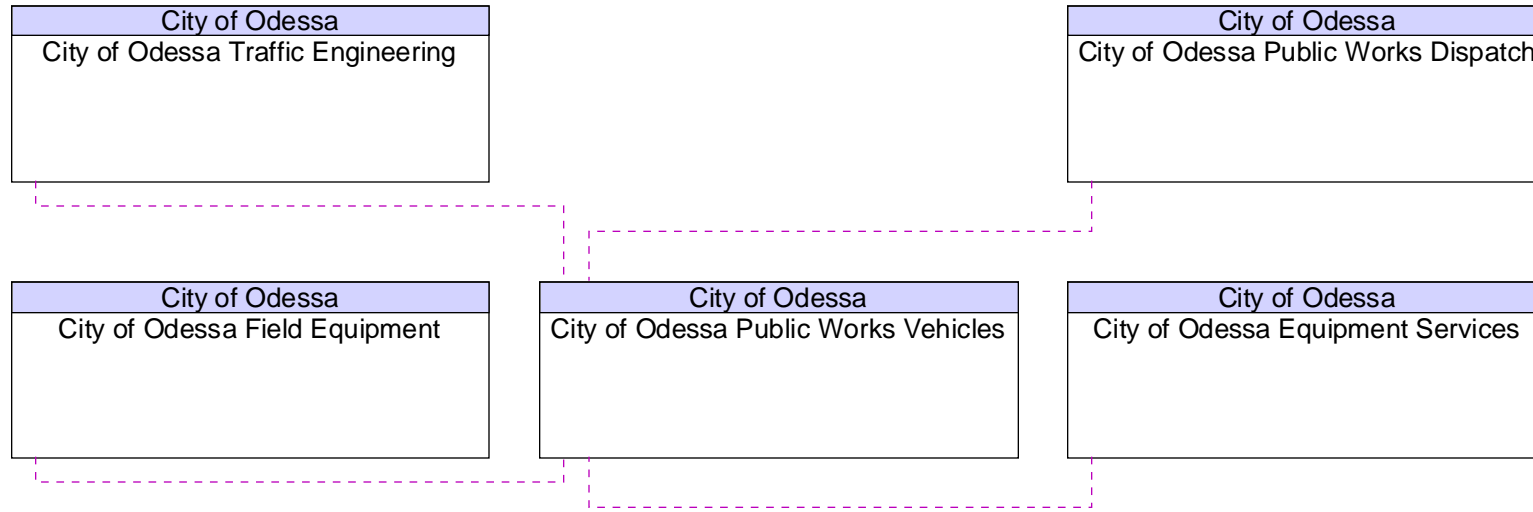 City of Odessa
City of Odessa Traffic Engineering
City of Odessa
City of Odessa Public Works Dispatch
City of Odessa
City of Odessa Field Equipment
City of Odessa
City of Odessa Public Works Vehicles
City of Odessa
City of Odessa Equipment Services